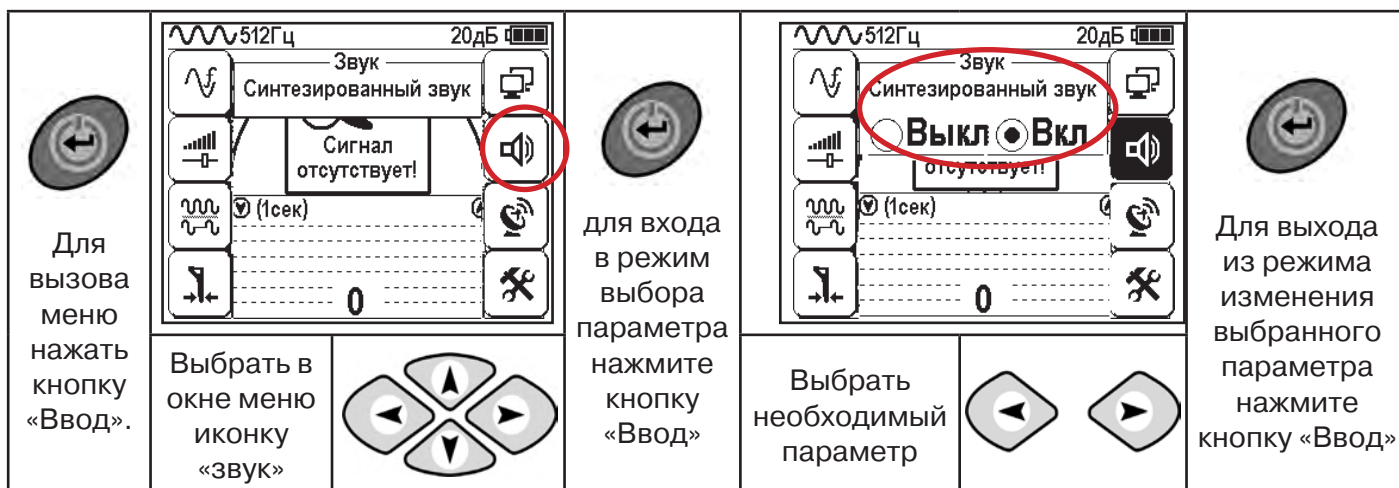 Для
вызова
меню
нажать
кнопку
«Ввод».
512Гц 20дБ
Звук
Синтезированный звук
Сигнал
отсутствует!
(1сек)
0
Выбрать в
окне меню
иконку
«звук»
для входа
в режим
выбора
параметра
нажмите
кнопку
«Ввод»
512Гц 20дБ
Звук
Синтезированный звук
Выкл Вкл
отсутствует!
(1сек)
0
Выбрать
необходимый
параметр
Для выхода
из режима
изменения
выбранного
параметра
нажмите
кнопку «Ввод»